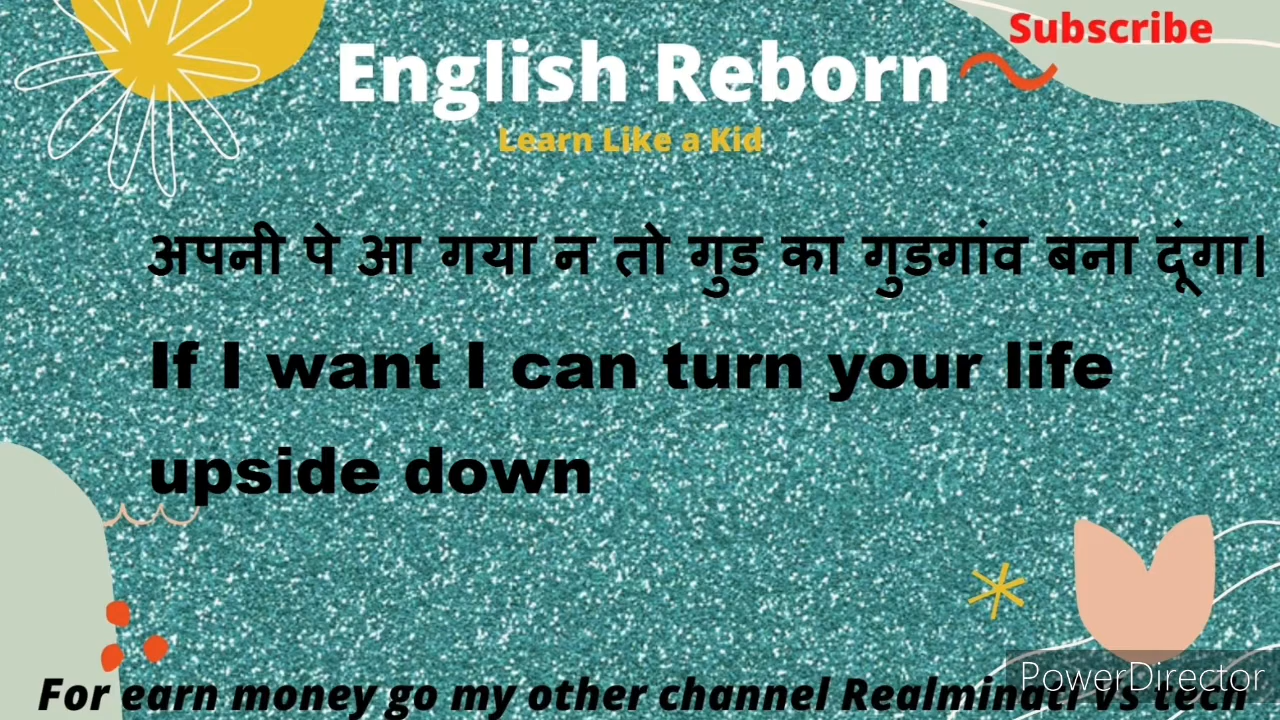 Subscribe
English Reborn
Learn Like a Kid
अपनी पे आ गया न तो गुड का गुडगांव बना दूंगा।
If I want I can turn your life
upside down
For earn money go my other channel Realminati Vs tech
PowerDirector